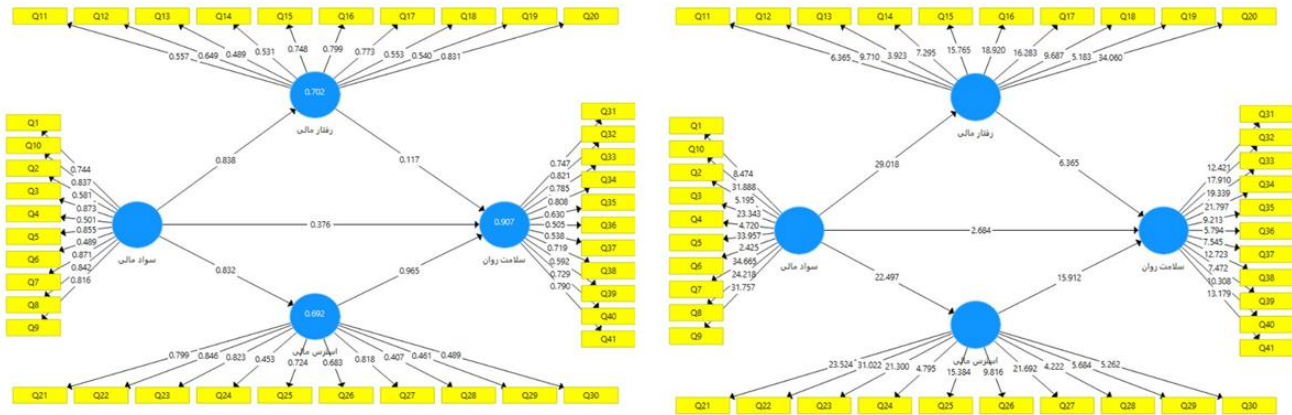 Q11 Q12 Q13 Q14 Q15 Q16 Q17 Q18 Q19 Q20
0.557 0.649 0.489 0.531 0.748 0.799 0.773 0.553 0.540 0.831
0.702
رفتار مالی
Q1
Q10
Q2
Q3
Q4
Q5
Q6
Q7
Q8
Q9
0.744
0.837
0.581
0.873
0.501
0.855
0.489
0.871
0.842
0.816
سواد مالی
0.838
0.117
0.376
0.832
0.965
0.907
سلامت روان
0.747
0.821
0.785
0.808
0.630
0.505
0.538
0.719
0.592
0.729
0.790
Q31
Q32
Q33
Q34
Q35
Q36
Q37
Q38
Q39
Q40
Q41
0.692
استرس مالی
0.799 0.846 0.823 0.453 0.724 0.683 0.818 0.407 0.461 0.489
Q21 Q22 Q23 Q24 Q25 Q26 Q27 Q28 Q29 Q30
Q11 Q12 Q13 Q14 Q15 Q16 Q17 Q18 Q19 Q20
6.365 9.710 3.923 7.295 15.765 18.920 16.283 9.687 5.183 34.060
رفتار مالی
Q1
Q10
Q2
Q3
Q4
Q5
Q6
Q7
Q8
Q9
8.474
31.888
5.195
23.343
4.720
33.957
2.425
34.665
24.218
31.757
سواد مالی
29.018
6.365
2.684
22.497
15.912
سلامت روان
12.421
17.910
19.339
21.797
9.213
5.794
7.545
12.723
7.472
10.308
13.179
Q31
Q32
Q33
Q34
Q35
Q36
Q37
Q38
Q39
Q40
Q41
استرس مالی
23.524 31.022 21.300 4.795 15.384 9.816 21.692 4.222 5.684 5.262
Q21 Q22 Q23 Q24 Q25 Q26 Q27 Q28 Q29 Q30